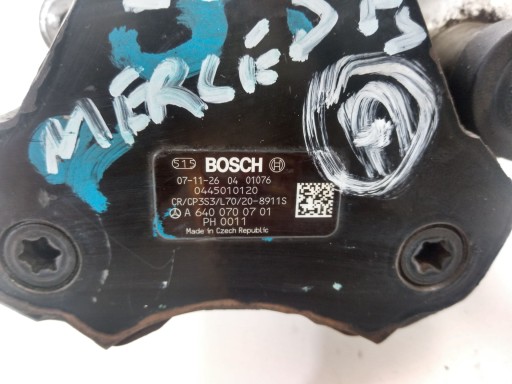 MERCEDES
A
515 BOSCH
07-11-26 04 01076
0445010120
CR/CP3S3/L70/20-8911S
A 640 070 07 01
PH 0011
Made in Czech Republic